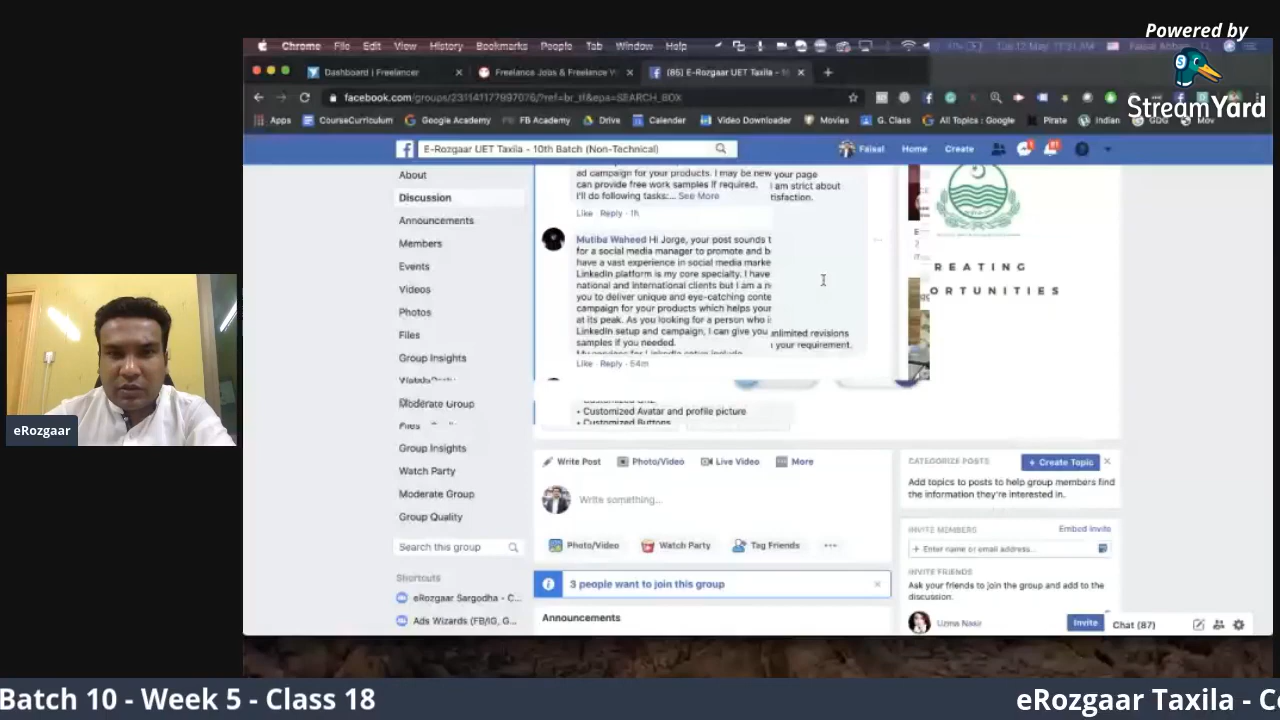 Powered by
StreamYard
Chrome File Edit View History Bookmarks People Tab Window Help
Dashboard | Freelancer
Freelance Jobs & Freelance
(85) E-Rozgaar UET Taxila -
Apps CourseCurriculum Google Academy FB Academy Drive Calendar Video Downloader Movies G. Class All Topics : Google Pirate Indian GDG Mov
E-Rozgaar UET Taxila - 10th Batch (Non-Technical)
Faisal Home Create
About
Discussion
Announcements
Members
Events
Videos
Photos
Files
Group Insights
Moderate Group
Group Insights
Watch Party
Moderate Group
Group Quality
Search this group
Shortcuts
eRozgaar Sargodha - C...
Ads Wizards (FB/IG, G...
ad campaign for your products. I may be new
can provide free work samples if required.
I'll do following tasks:... See More
Like · Reply · 1h
your page
I am strict about
tisfaction.
Mutiba Waheed Hi Jorge, your post sounds t
for a social media manager to promote and b
have a vast experience in social media marke
LinkedIn platform is my core specialty. I have
national and international clients but I am a n
you to deliver unique and eye-catching conte
campaign for your products which helps your
at its peak. As you looking for a person who i
LinkedIn setup and campaign, I can give you
samples if you needed.
My services for LinkedIn setup include
Like · Reply · 54m
nlimited revisions
your requirement.
• Customized Avatar and profile picture
• Customized Buttons
REATING
ORTUNITIES
Write Post Photo/Video Live Video More
Write something...
Photo/Video Watch Party Tag Friends
3 people want to join this group
Announcements
CATEGORIZE POSTS + Create Topic
Add topics to posts to help group members find
the information they're interested in.
INVITE MEMBERS Embed Invite
+ Enter name or email address...
INVITE FRIENDS
Ask your friends to join the group and add to the
discussion.
Uzma Nasir Invite
Chat (87)
eRozgaar
Batch 10 - Week 5 - Class 18
eRozgaar Taxila - C